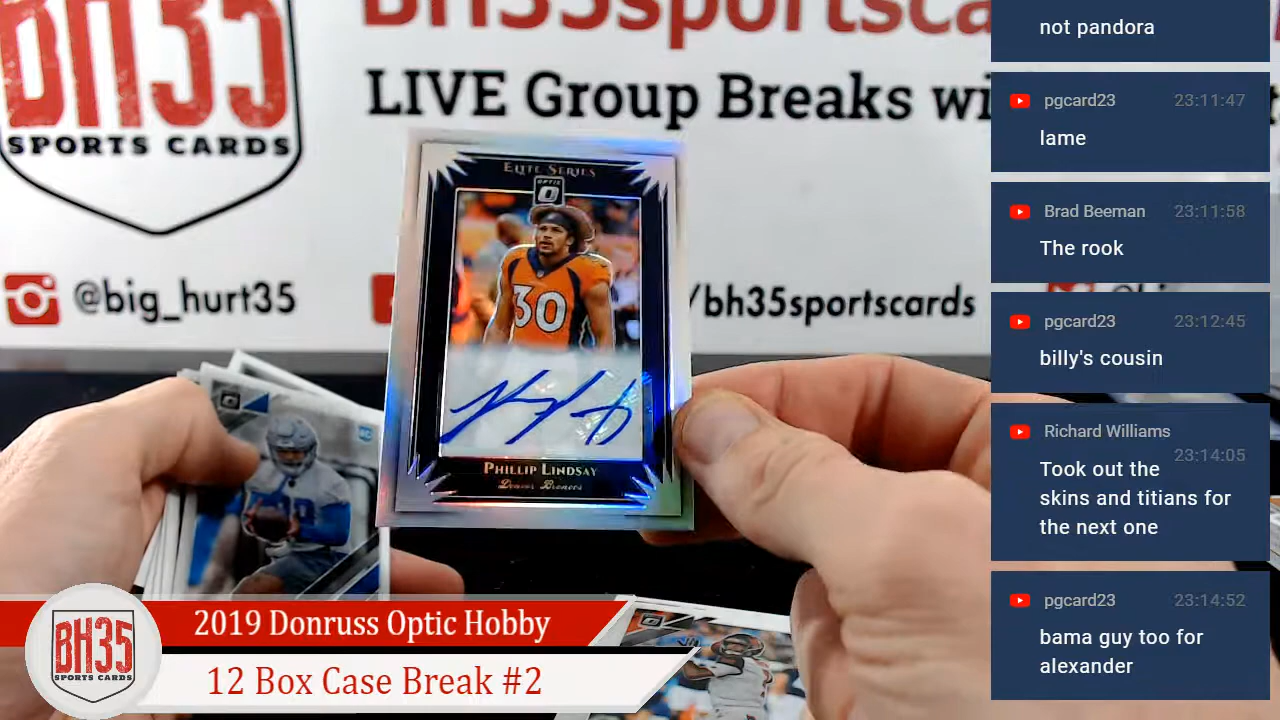 BH35sportsca
LIVE Group Breaks wi
BH35
SPORTS CARDS
@big_hurt35
/bh35sportscards
ELITE SERIES
OPTIC
30
PHILLIP LINDSAY
Denver Broncos
BH35
SPORTS CARDS
2019 Donruss Optic Hobby
12 Box Case Break #2
not pandora
pgcard23 23:11:47
lame
Brad Beeman 23:11:58
The rook
pgcard23 23:12:45
billy's cousin
Richard Williams
23:14:05
Took out the
skins and titians for
the next one
pgcard23 23:14:52
bama guy too for
alexander